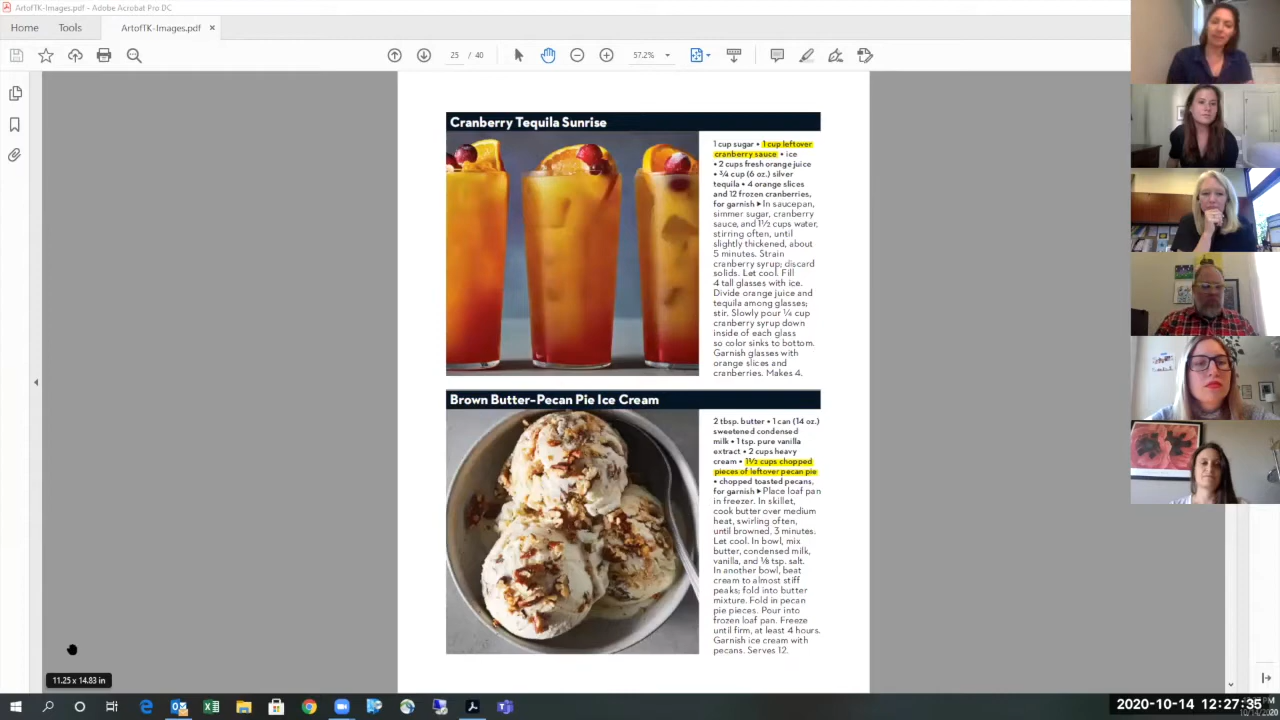 ArtofTK-Images.pdf - Adobe Acrobat Pro DC
Home
Tools
ArtofTK-Images.pdf
25 / 40
57.2%
Cranberry Tequila Sunrise
1 cup sugar • 1 cup leftover
cranberry sauce • ice
• 2 cups fresh orange juice
• ¾ cup (6 oz.) silver
tequila • 4 orange slices
and 12 frozen cranberries,
for garnish ▸ In saucepan,
simmer sugar, cranberry
sauce, and 1½ cups water,
stirring often, until
slightly thickened, about
5 minutes. Strain
cranberry syrup; discard
solids. Let cool. Fill
4 tall glasses with ice.
Divide orange juice and
tequila among glasses;
stir. Slowly pour ¼ cup
cranberry syrup down
inside of each glass
so color sinks to bottom.
Garnish glasses with
orange slices and
cranberries. Makes 4.
Brown Butter–Pecan Pie Ice Cream
2 tbsp. butter • 1 can (14 oz.)
sweetened condensed
milk • 1 tsp. pure vanilla
extract • 2 cups heavy
cream • 1½ cups chopped
pieces of leftover pecan pie
• chopped toasted pecans,
for garnish ▸ Place loaf pan
in freezer. In skillet,
cook butter over medium
heat, swirling often,
until browned, 3 minutes.
Let cool. In bowl, mix
butter, condensed milk,
vanilla, and ⅛ tsp. salt.
In another bowl, beat
cream to almost stiff
peaks; fold into butter
mixture. Fold in pecan
pie pieces. Pour into
frozen loaf pan. Freeze
until firm, at least 4 hours.
Garnish ice cream with
pecans. Serves 12.
11.25 x 14.83 in
2020-10-14 12:27:35